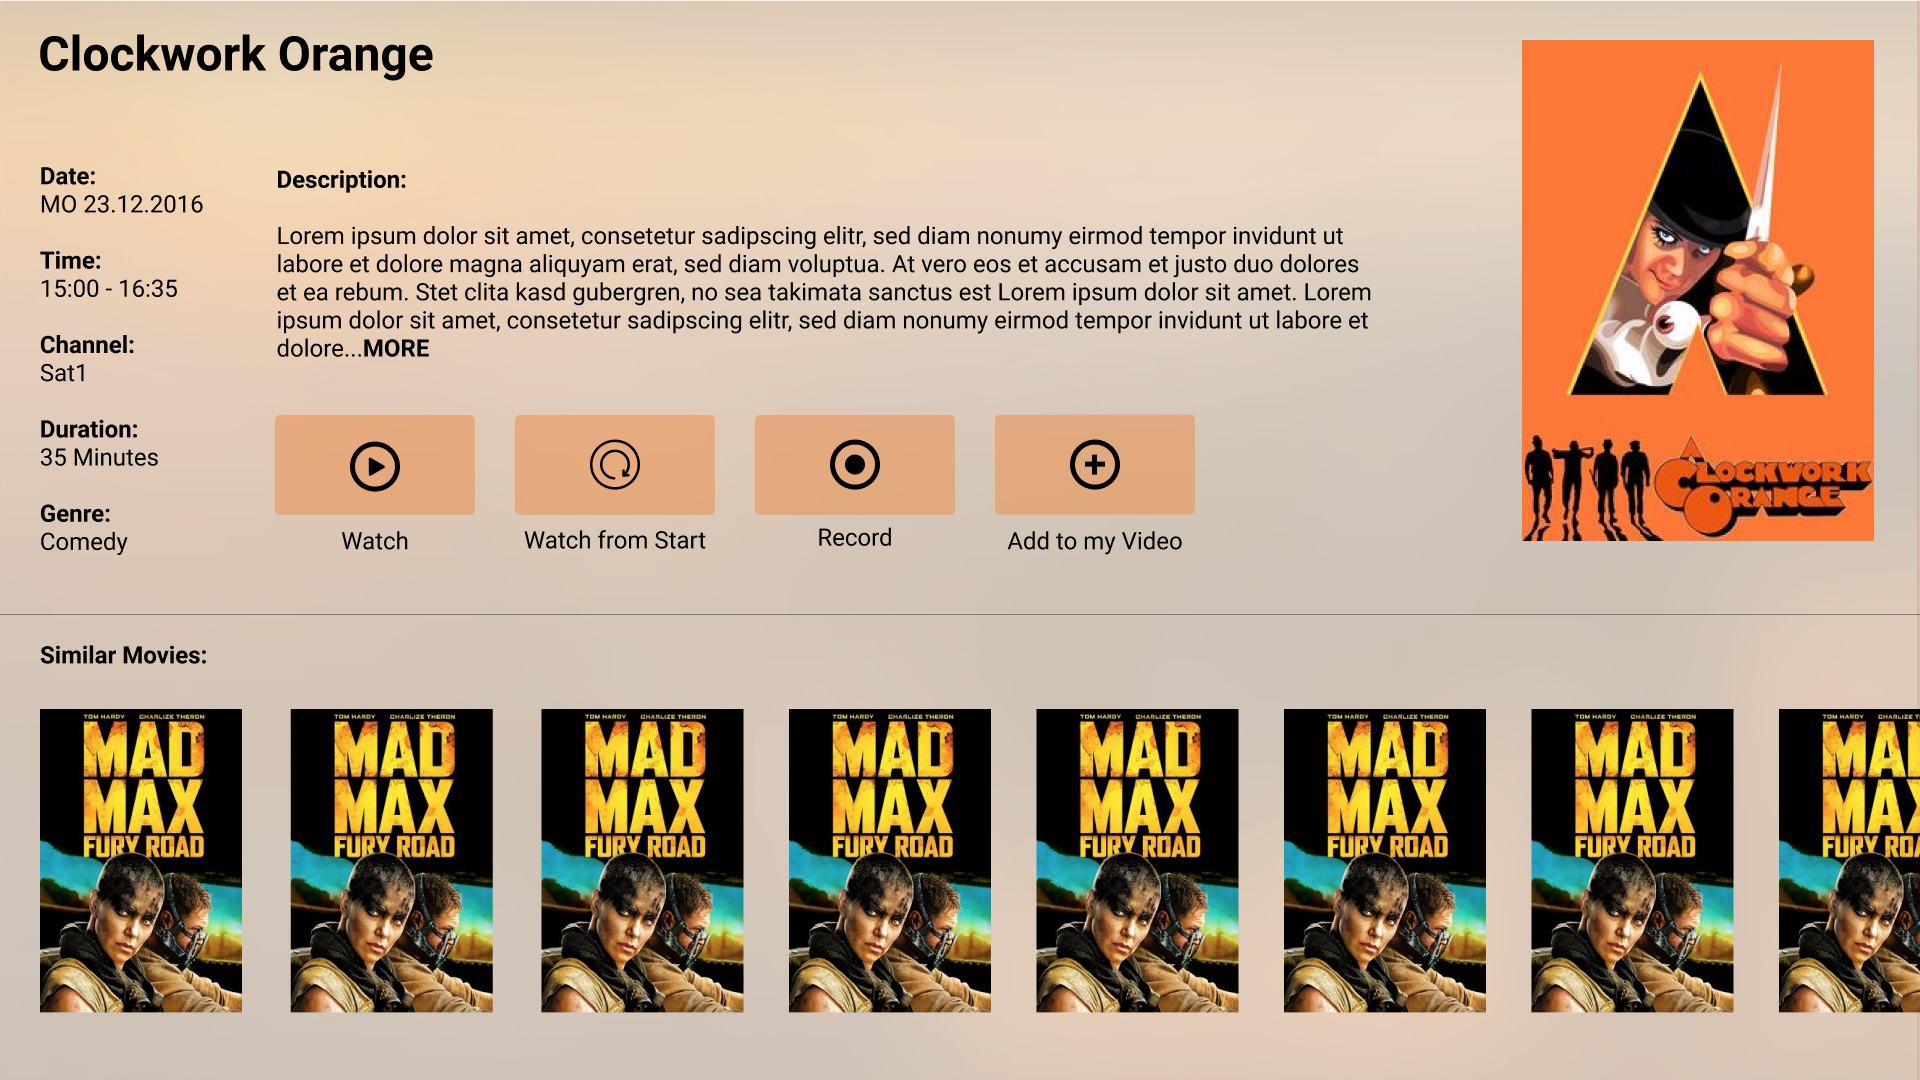 Clockwork Orange
Date:
MO 23.12.2016
Time:
15:00 - 16:35
Channel:
Sat1
Duration:
35 Minutes
Genre:
Comedy
Description:
Lorem ipsum dolor sit amet, consetetur sadipscing elitr, sed diam nonumy eirmod tempor invidunt ut
labore et dolore magna aliquyam erat, sed diam voluptua. At vero eos et accusam et justo duo dolores
et ea rebum. Stet clita kasd gubergren, no sea takimata sanctus est Lorem ipsum dolor sit amet. Lorem
ipsum dolor sit amet, consetetur sadipscing elitr, sed diam nonumy eirmod tempor invidunt ut labore et
dolore...MORE
Watch
Watch from Start
Record
Add to my Video
A
CLOCKWORK
ORANGE
Similar Movies:
TOM HARDY CHARLIZE THERON
MAD
MAX
FURY ROAD
TOM HARDY CHARLIZE THERON
MAD
MAX
FURY ROAD
TOM HARDY CHARLIZE THERON
MAD
MAX
FURY ROAD
TOM HARDY CHARLIZE THERON
MAD
MAX
FURY ROAD
TOM HARDY CHARLIZE THERON
MAD
MAX
FURY ROAD
TOM HARDY CHARLIZE THERON
MAD
MAX
FURY ROAD
TOM HARDY CHARLIZE THERON
MAD
MAX
FURY ROAD
TOM HARDY CHARLIZE T
MA
MA
FURY RO